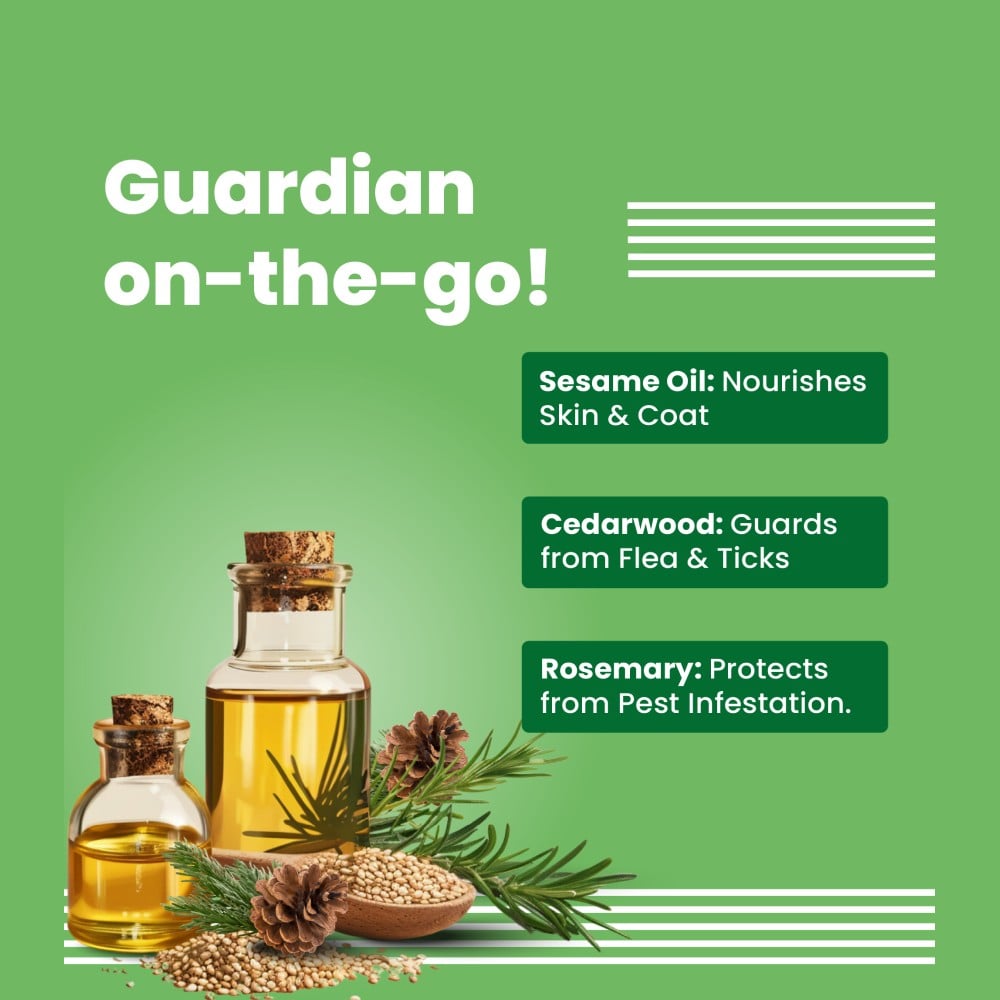 Guardian
on-the-go!
Sesame Oil: Nourishes
Skin & Coat
Cedarwood: Guards
from Flea & Ticks
Rosemary: Protects
from Pest Infestation.